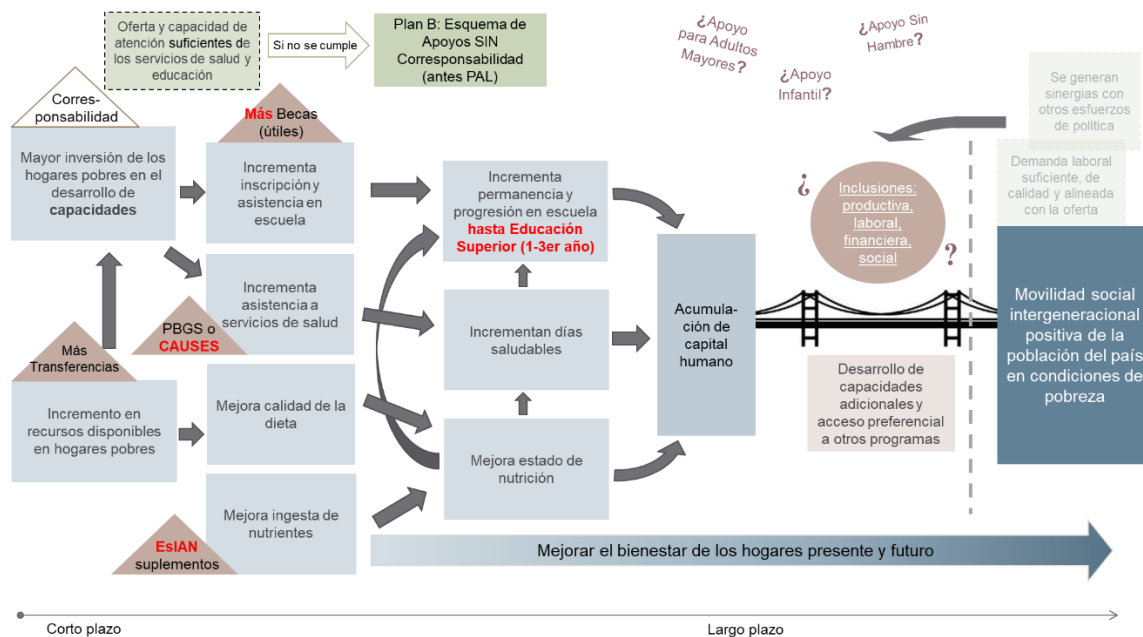 Oferta y capacidad de
atención suficientes de
los servicios de salud y
educación
Si no se cumple
Plan B: Esquema de
Apoyos SIN
Corresponsabilidad
(antes PAL)
¿Apoyo
para Adultos
Mayores?
¿Apoyo Sin
Hambre?
¿Apoyo
Infantil?
Se generan
sinergias con
otros esfuerzos
de política
Demanda laboral
suficiente, de
calidad y alineada
con la oferta
Corres-
ponsabilidad
Mayor inversión de los
hogares pobres en el
desarrollo de
capacidades
Más Becas
(útiles)
Incrementa
inscripción y
asistencia en
escuela
Incrementa
permanencia y
progresión en escuela
hasta Educación
Superior (1-3er año)
¿
Inclusiones:
productiva,
laboral,
financiera,
social
?
Incrementa
asistencia a
servicios de salud
PBGS o
CAUSES
Incrementan días
saludables
Acumula-
ción de
capital
humano
Movilidad social
intergeneracional
positiva de la
población del país
en condiciones de
pobreza
Más
Transferencias
Incremento en
recursos disponibles
en hogares pobres
Mejora calidad de la
dieta
Mejora estado de
nutrición
Desarrollo de
capacidades
adicionales y
acceso preferencial
a otros programas
Mejora ingesta de
nutrientes
EsIAN
suplementos
Mejorar el bienestar de los hogares presente y futuro
Corto plazo
Largo plazo